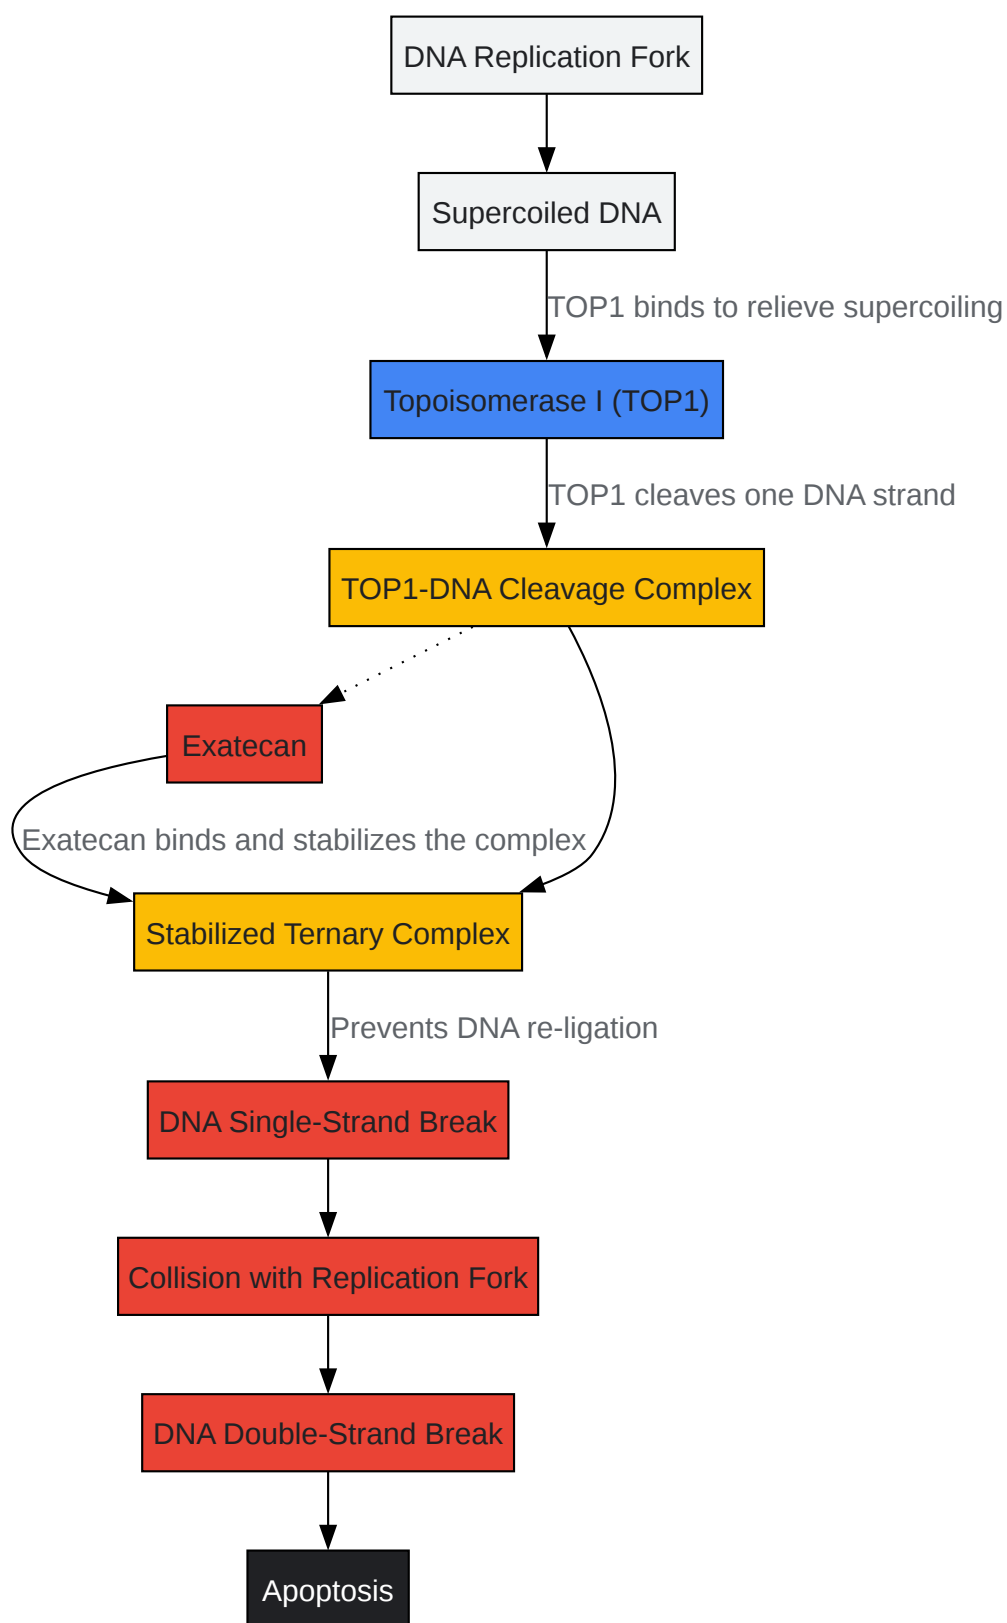 DNA Replication Fork
Supercoiled DNA
TOP1 binds to relieve supercoiling
Topoisomerase I (TOP1)
TOP1 cleaves one DNA strand
TOP1-DNA Cleavage Complex
Exatecan
Exatecan binds and stabilizes the complex
Stabilized Ternary Complex
Prevents DNA re-ligation
DNA Single-Strand Break
Collision with Replication Fork
DNA Double-Strand Break
Apoptosis